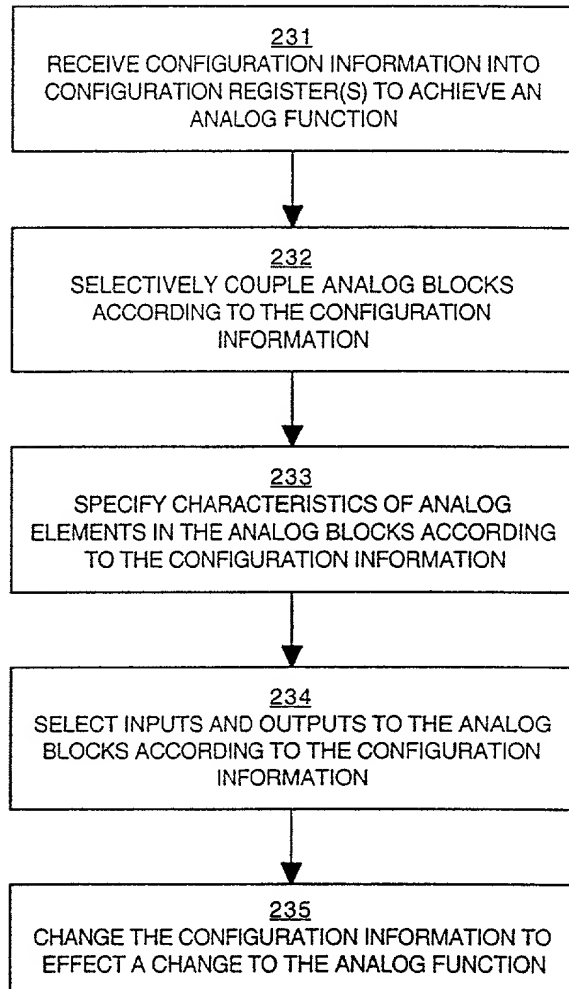 231
RECEIVE CONFIGURATION INFORMATION INTO
CONFIGURATION REGISTER(S) TO ACHIEVE AN
ANALOG FUNCTION
232
SELECTIVELY COUPLE ANALOG BLOCKS
ACCORDING TO THE CONFIGURATION
INFORMATION
233
SPECIFY CHARACTERISTICS OF ANALOG
ELEMENTS IN THE ANALOG BLOCKS ACCORDING
TO THE CONFIGURATION INFORMATION
234
SELECT INPUTS AND OUTPUTS TO THE ANALOG
BLOCKS ACCORDING TO THE CONFIGURATION
INFORMATION
235
CHANGE THE CONFIGURATION INFORMATION TO
EFFECT A CHANGE TO THE ANALOG FUNCTION